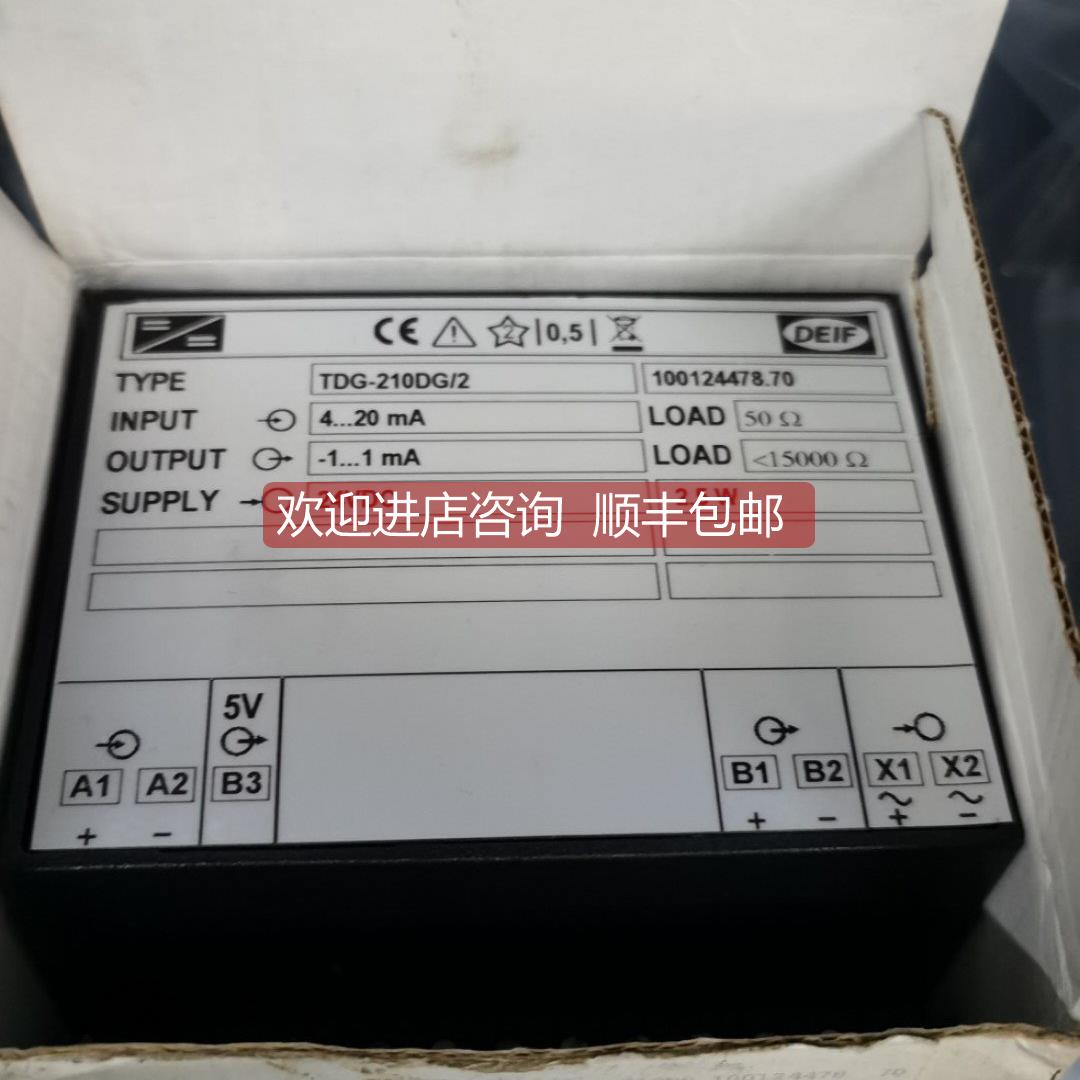 CE 2 0,5 DEIF
TYPE TDG-210DG/2 100124478.70
INPUT 4...20 mA LOAD 50 Ω
OUTPUT -1...1 mA LOAD <15000 Ω
SUPPLY
欢迎进店咨询 顺丰包邮
5V
A1 A2 B3 B1 B2 X1 X2
+ - + - + -
100124478.70